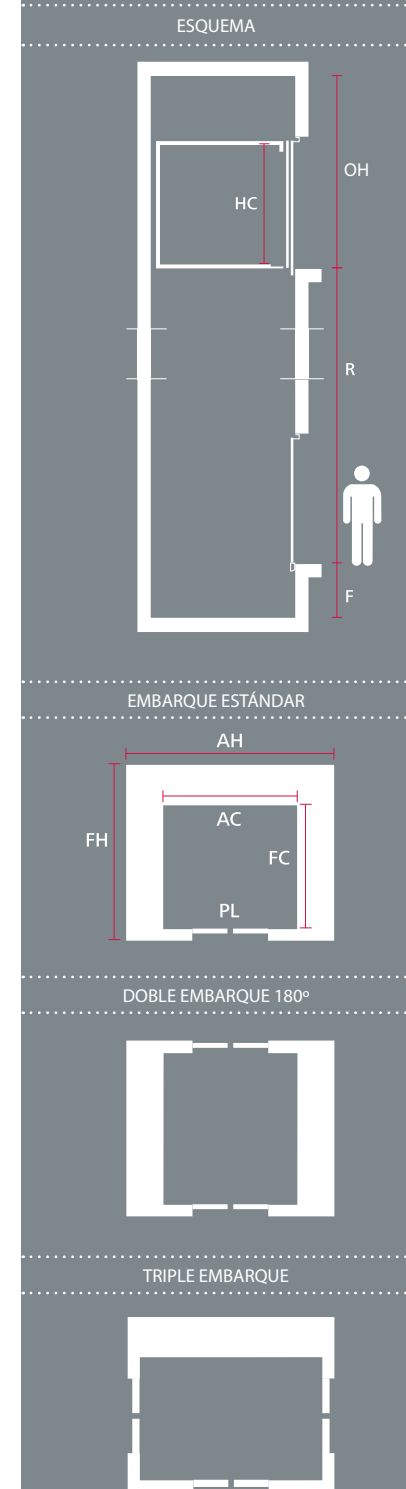 ESQUEMA
OH
HC
R
F
EMBARQUE ESTÁNDAR
AH
AC
FH
FC
PL
DOBLE EMBARQUE 180º
TRIPLE EMBARQUE